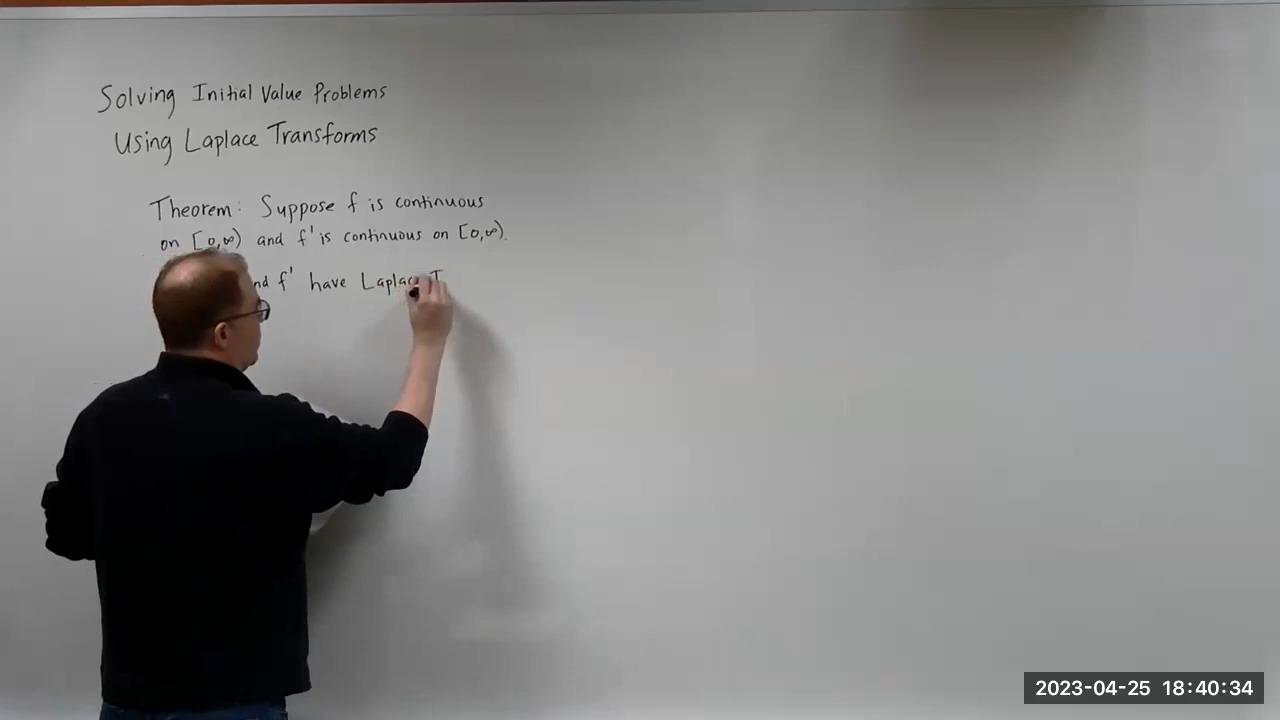 Solving Initial Value Problems
Using Laplace Transforms
Theorem: Suppose f is continuous
on [0,∞) and f' is continuous on [0,∞).
f' have Laplace T
2023-04-25 18:40:34